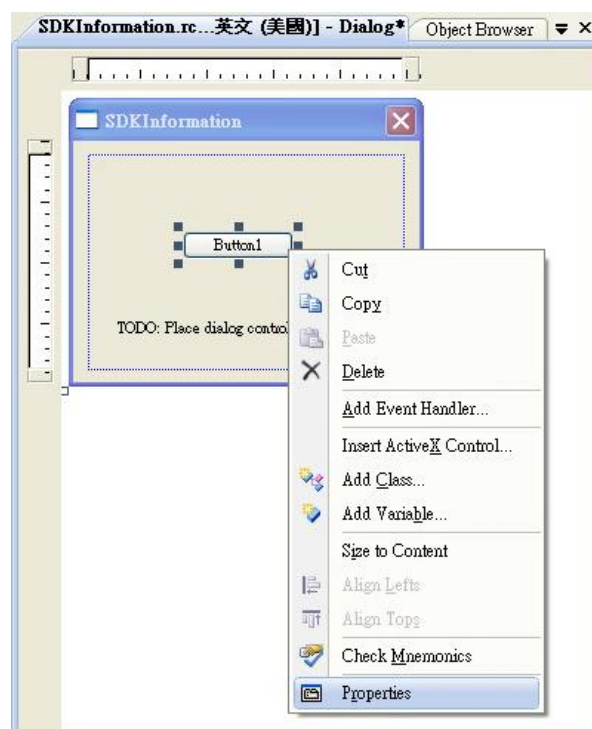 SDKInformation.rc...英文 (美國)] - Dialog* Object Browser
SDKInformation
Button1
TODO: Place dialog control
Cut
Copy
Paste
Delete
Add Event Handler...
Insert ActiveX Control...
Add Class...
Add Variable...
Size to Content
Align Lefts
Align Tops
Check Mnemonics
Properties